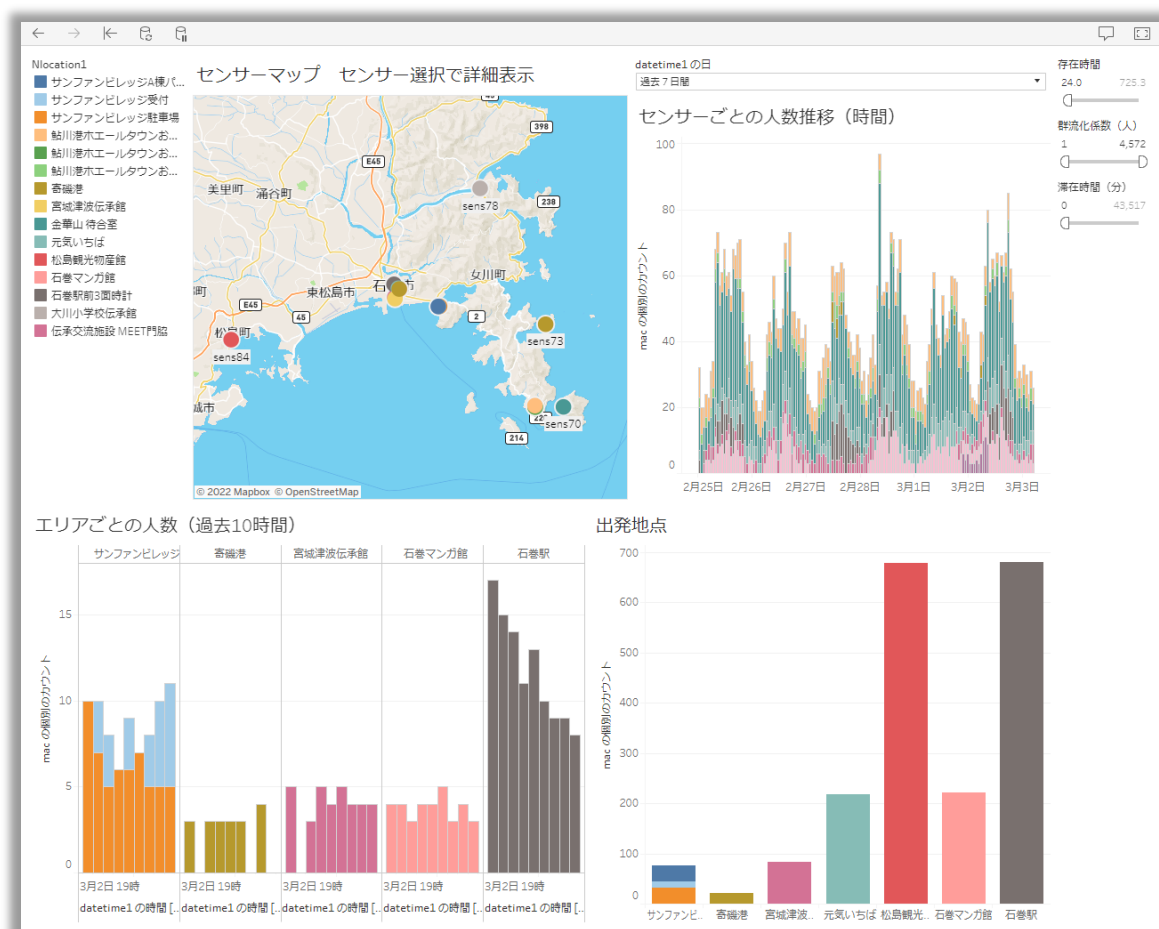 Nlocation1
サンファンビレッジA棟パ...
サンファンビレッジ受付
サンファンビレッジ駐車場
鮎川港ホエールタウンお...
鮎川港ホエールタウンお...
鮎川港ホエールタウンお...
寄磯港
宮城津波伝承館
金華山 待合室
元気いちば
松島観光物産館
石巻マンガ館
石巻駅前3面時計
大川小学校伝承館
伝承交流施設 MEET門脇
センサーマップ　センサー選択で詳細表示
398
E45
美里町
涌谷町
sens78
238
女川町
東松島市
E45
45
2
松島町
sens84
sens73
城市
sens70
214
© 2022 Mapbox © OpenStreetMap
datetime1 の日
過去 7 日間
センサーごとの人数推移（時間）
mac の個別のカウント
100
80
60
40
20
0
2月25日
2月26日
2月27日
2月28日
3月1日
3月2日
3月3日
存在時間
24.0
725.3
群流化係数（人）
1
4,572
滞在時間（分）
0
43,517
エリアごとの人数（過去10時間）
サンファンビレッジ
寄磯港
宮城津波伝承館
石巻マンガ館
石巻駅
mac の個別のカウント
15
10
5
0
3月2日 19時
3月2日 19時
3月2日 19時
3月2日 19時
3月2日 19時
datetime1 の時間 [..
datetime1 の時間 [..
datetime1 の時間 [..
datetime1 の時間 [..
datetime1 の時間 [..
出発地点
mac の個別のカウント
700
600
500
400
300
200
100
0
サンファンビ..
寄磯港
宮城津波..
元気いちば
松島観光..
石巻マンガ館
石巻駅